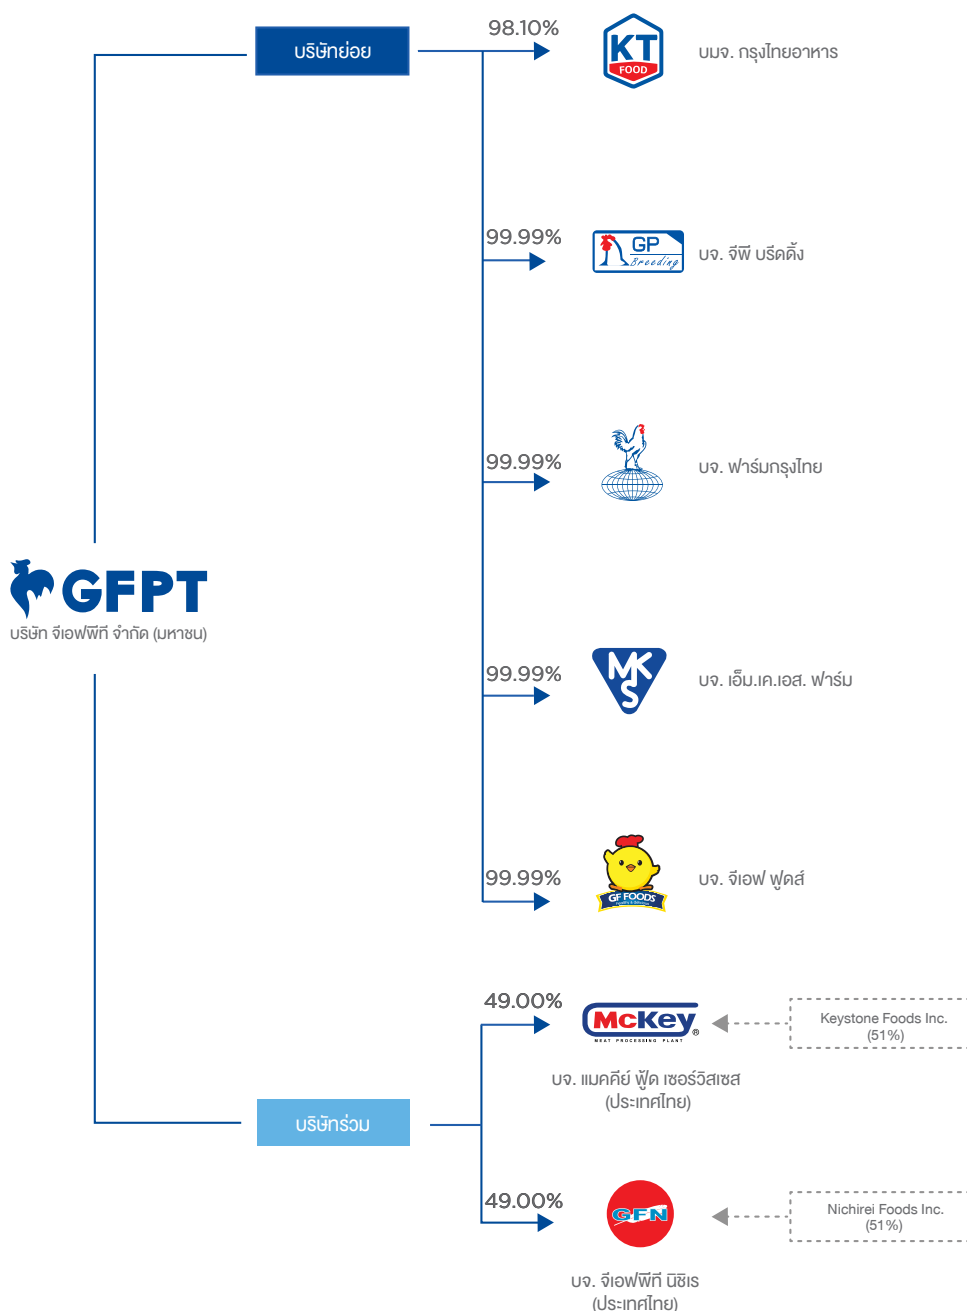 บริษัทย่อย
98.10%
KT
FOOD
บมจ. กรุงไทยอาหาร
99.99%
GP
Breeding
บจ. จีพี บรีดดิ้ง
99.99%
บจ. ฟาร์มกรุงไทย
GFPT
บริษัท จีเอฟพีที จำกัด (มหาชน)
99.99%
MKS
บจ. เอ็ม.เค.เอส. ฟาร์ม
99.99%
GF FOODS
บจ. จีเอฟ ฟูดส์
49.00%
McKey®
MEAT PROCESSING PLANT
Keystone Foods Inc.
(51%)
บจ. แมคคีย์ ฟู้ด เซอร์วิสเซส
(ประเทศไทย)
บริษัทร่วม
49.00%
GFN
Nichirei Foods Inc.
(51%)
บจ. จีเอฟพีที นิชิเร
(ประเทศไทย)